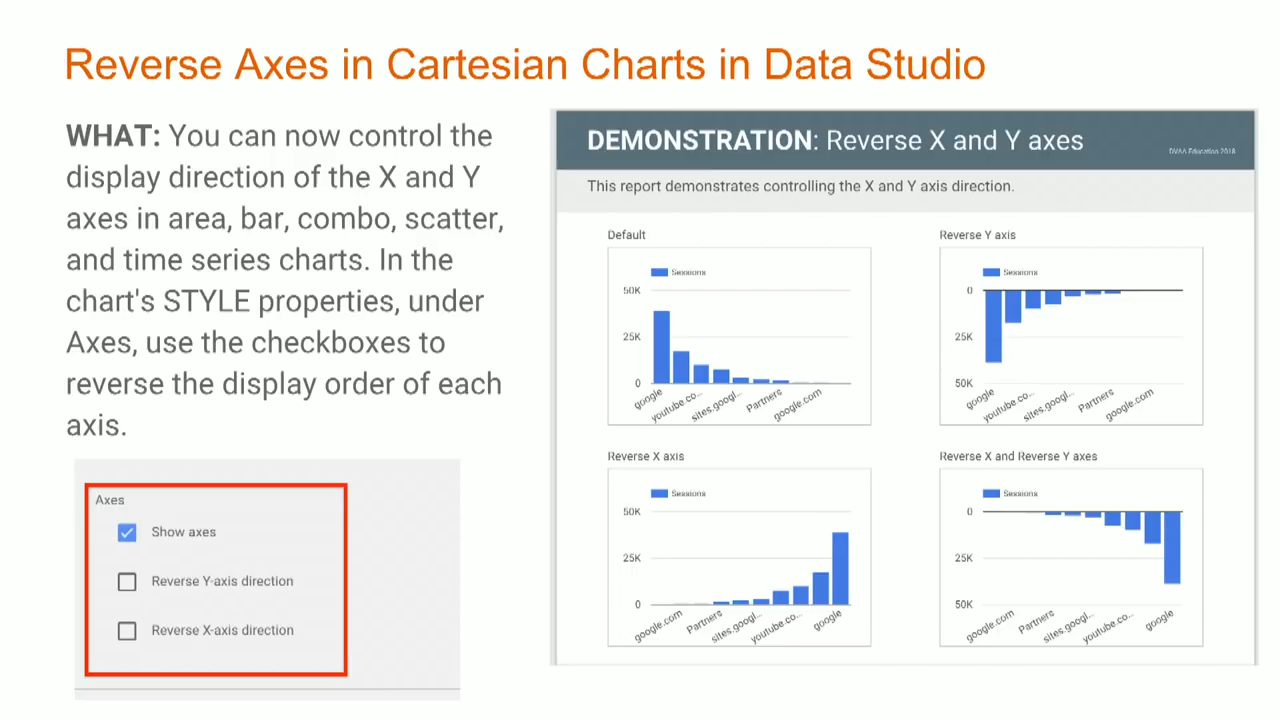 Reverse Axes in Cartesian Charts in Data Studio
WHAT: You can now control the
display direction of the X and Y
axes in area, bar, combo, scatter,
and time series charts. In the
chart's STYLE properties, under
Axes, use the checkboxes to
reverse the display order of each
axis.
Axes
Show axes
Reverse Y-axis direction
Reverse X-axis direction
DEMONSTRATION: Reverse X and Y axes
DVAA Education 2018
This report demonstrates controlling the X and Y axis direction.
Default
Sessions
50K
25K
0
google
youtube.co...
sites.googl...
Partners
google.com
Reverse Y axis
Sessions
0
25K
50K
google
youtube.co...
sites.googl...
Partners
google.com
Reverse X axis
Sessions
50K
25K
0
google.com
Partners
sites.googl...
youtube.co...
google
Reverse X and Reverse Y axes
Sessions
0
25K
50K
google.com
Partners
sites.googl...
youtube.co...
google